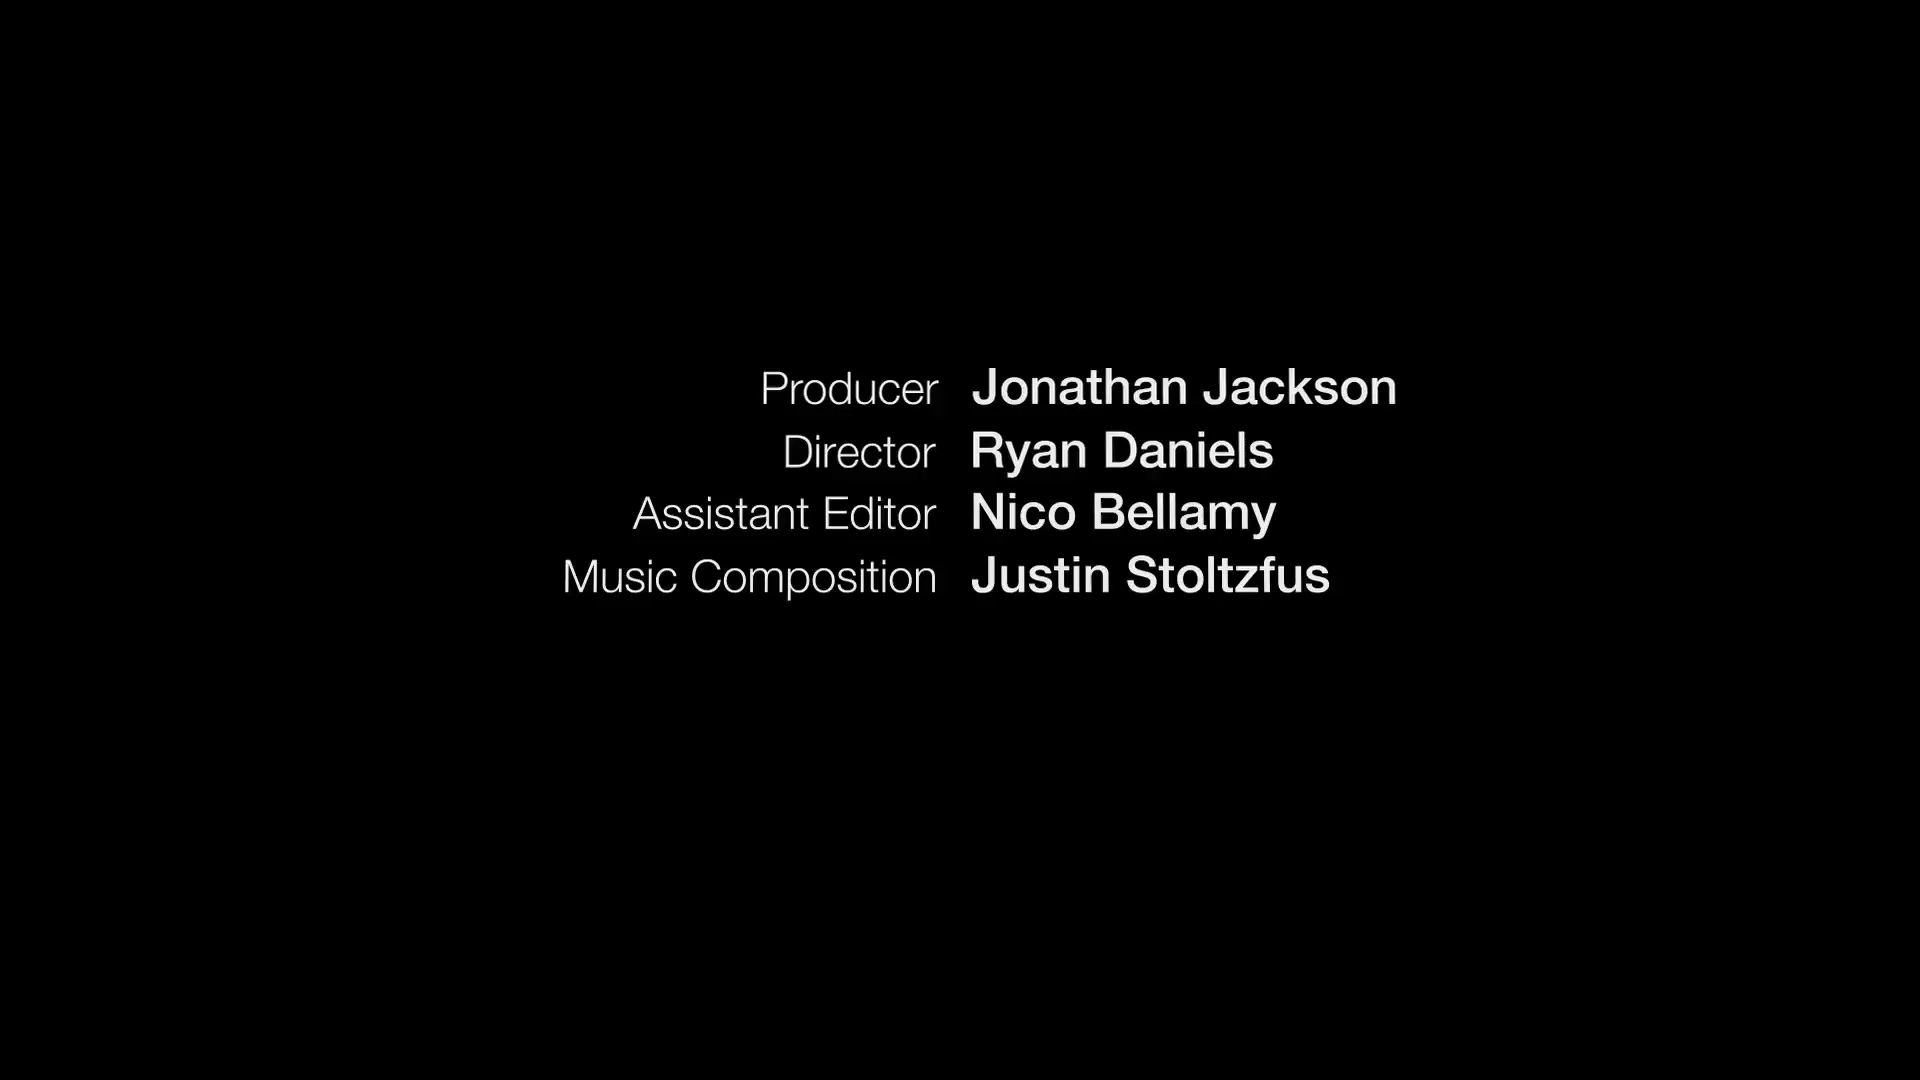 Producer Jonathan Jackson
Director Ryan Daniels
Assistant Editor Nico Bellamy
Music Composition Justin Stoltzfus